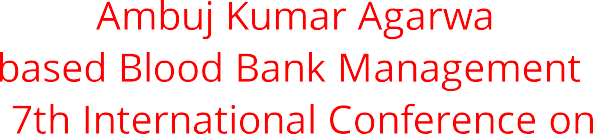 Ambuj Kumar Agarwa
based Blood Bank Management
7th International Conference on